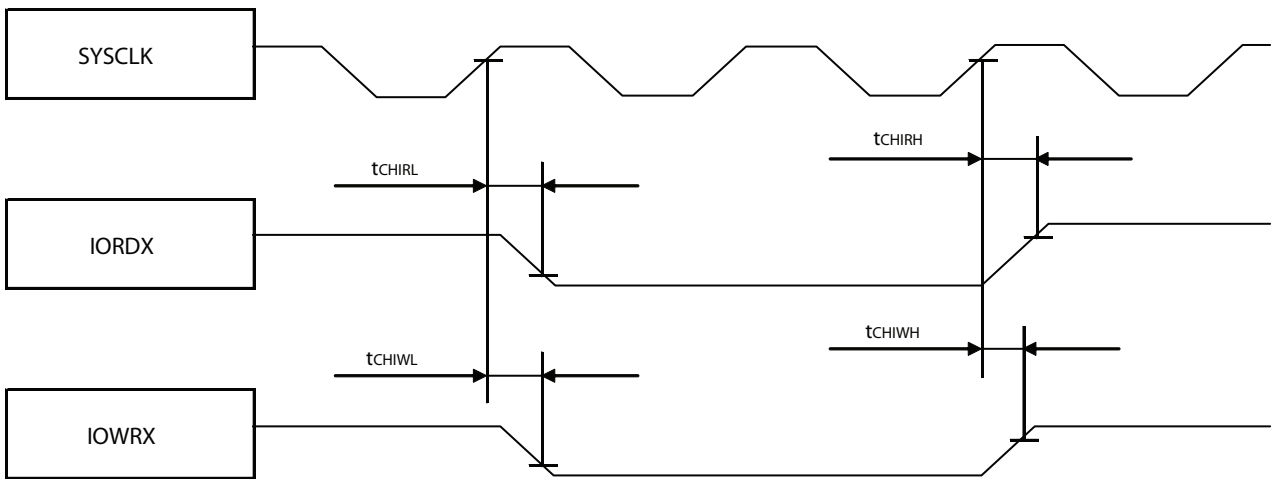 SYSCLK
tCHIRH
tCHIRL
IORDX
tCHIWH
tCHIWL
IOWRX